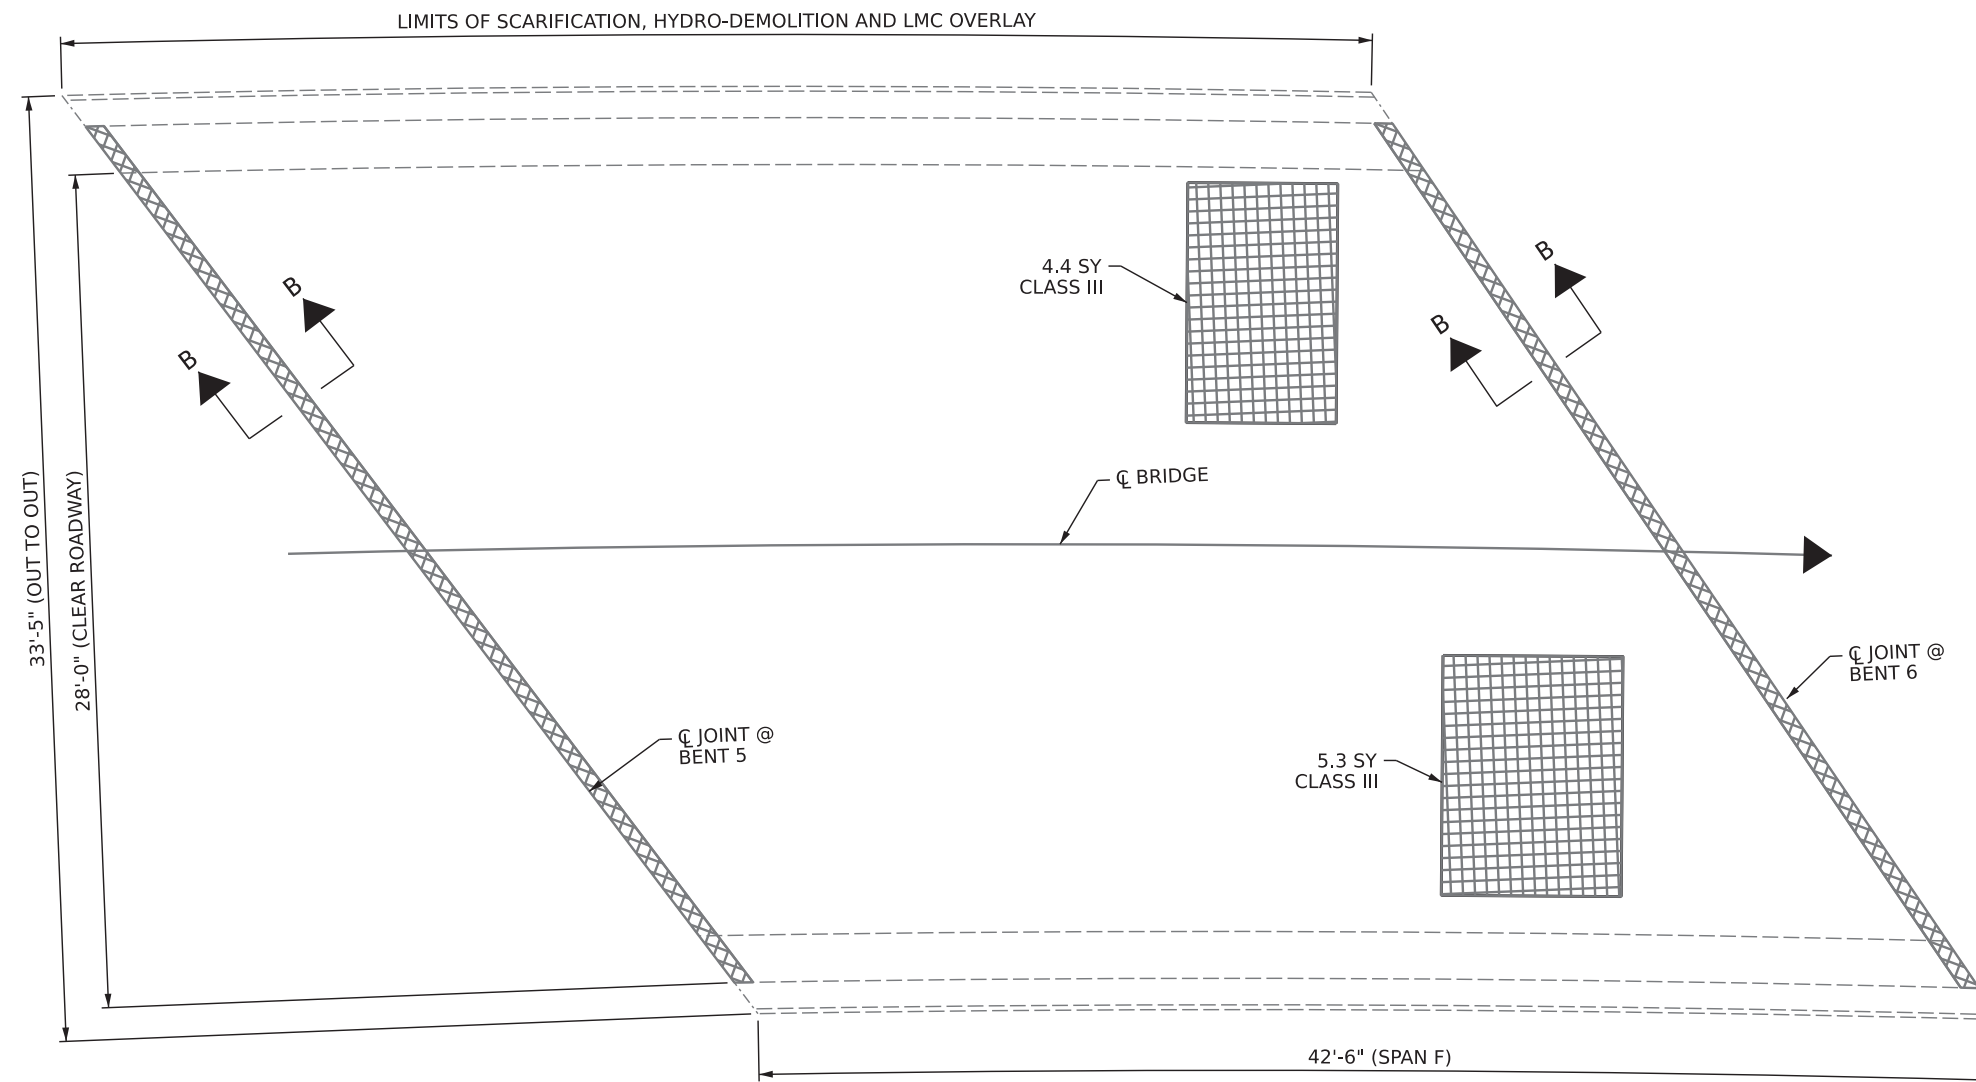 LIMITS OF SCARIFICATION, HYDRO-DEMOLITION AND LMC OVERLAY
B
B
B
B
4.4 SY
CLASS III
℄ BRIDGE
33'-5" (OUT TO OUT)
28'-0" (CLEAR ROADWAY)
℄ JOINT @
BENT 6
℄ JOINT @
BENT 5
5.3 SY
CLASS III
42'-6" (SPAN F)